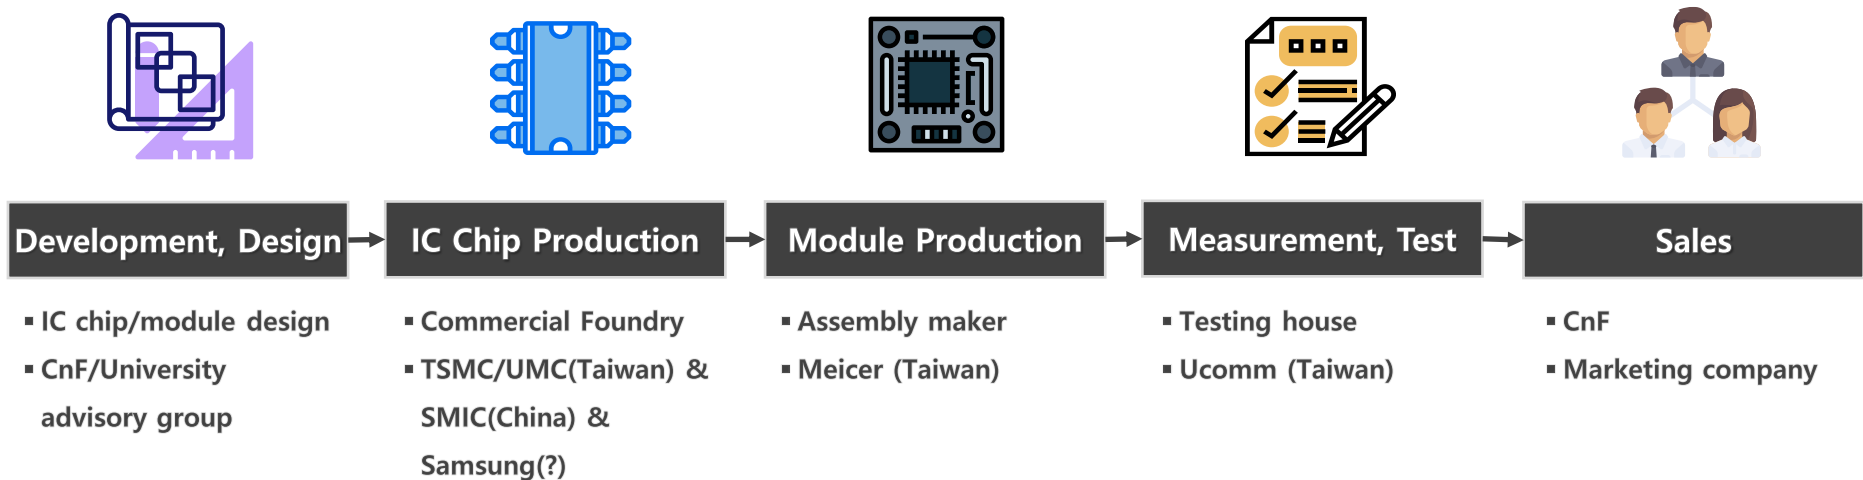 Development, Design
IC Chip Production
Module Production
Measurement, Test
Sales
▪ IC chip/module design
▪ CnF/University
advisory group
▪ Commercial Foundry
▪ TSMC/UMC(Taiwan) &
SMIC(China) &
Samsung(?)
▪ Assembly maker
▪ Meicer (Taiwan)
▪ Testing house
▪ Ucomm (Taiwan)
▪ CnF
▪ Marketing company